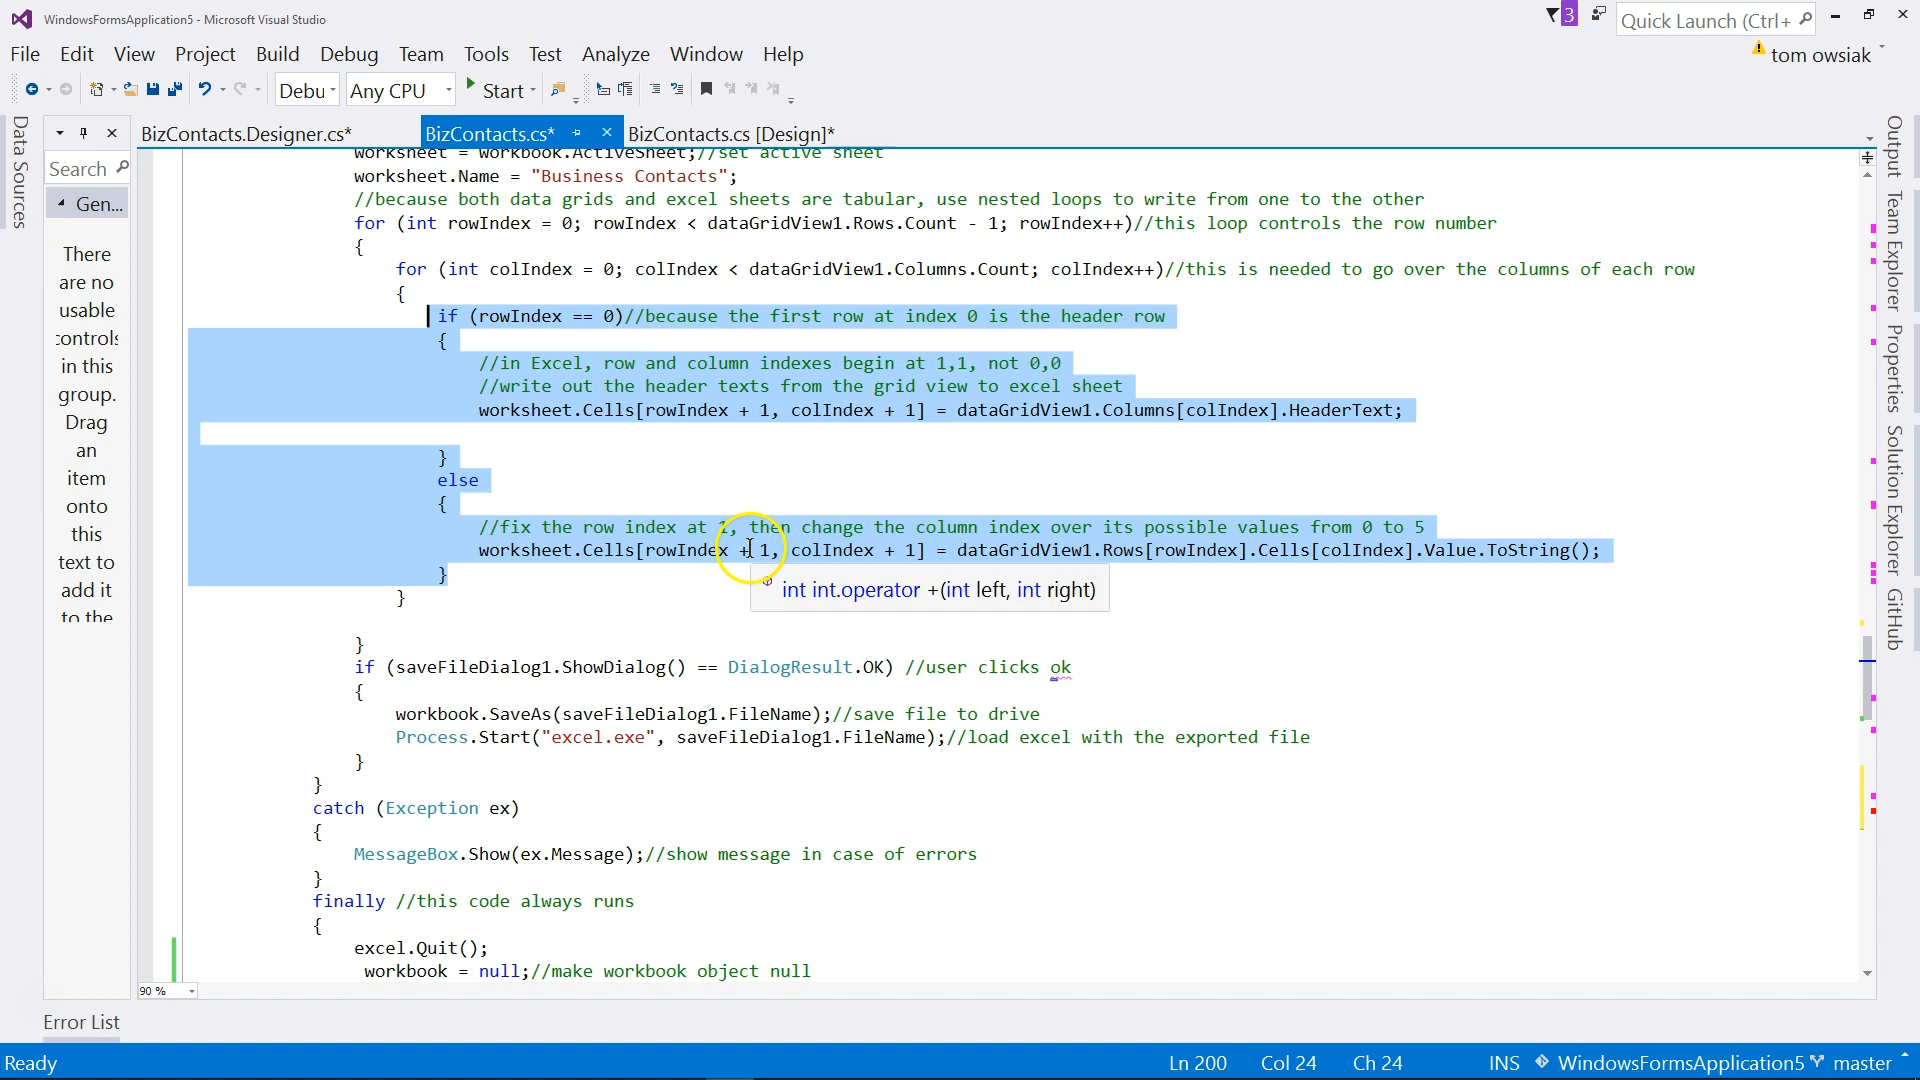 WindowsFormsApplication5 - Microsoft Visual Studio
3
Quick Launch (Ctrl+
File Edit View Project Build Debug Team Tools Test Analyze Window Help
tom owsiak
Debu Any CPU Start
Data Sources
BizContacts.Designer.cs* BizContacts.cs* BizContacts.cs [Design]*
Search
Gen...
There
are no
usable
controls
in this
group.
Drag
an
item
onto
this
text to
add it
to the
worksheet = workbook.ActiveSheet;//set active sheet
worksheet.Name = "Business Contacts";
//because both data grids and excel sheets are tabular, use nested loops to write from one to the other
for (int rowIndex = 0; rowIndex < dataGridView1.Rows.Count - 1; rowIndex++)//this loop controls the row number
{
for (int colIndex = 0; colIndex < dataGridView1.Columns.Count; colIndex++)//this is needed to go over the columns of each row
{
if (rowIndex == 0)//because the first row at index 0 is the header row
{
//in Excel, row and column indexes begin at 1,1, not 0,0
//write out the header texts from the grid view to excel sheet
worksheet.Cells[rowIndex + 1, colIndex + 1] = dataGridView1.Columns[colIndex].HeaderText;
}
else
{
//fix the row index at 1, then change the column index over its possible values from 0 to 5
worksheet.Cells[rowIndex + 1, colIndex + 1] = dataGridView1.Rows[rowIndex].Cells[colIndex].Value.ToString();
}
int int.operator +(int left, int right)
}
}
if (saveFileDialog1.ShowDialog() == DialogResult.OK) //user clicks ok
{
workbook.SaveAs(saveFileDialog1.FileName);//save file to drive
Process.Start("excel.exe", saveFileDialog1.FileName);//load excel with the exported file
}
}
catch (Exception ex)
{
MessageBox.Show(ex.Message);//show message in case of errors
}
finally //this code always runs
{
excel.Quit();
workbook = null;//make workbook object null
90 %
Output
Team Explorer
Properties
Solution Explorer
GitHub
Error List
Ready Ln 200 Col 24 Ch 24 INS WindowsFormsApplication5 master